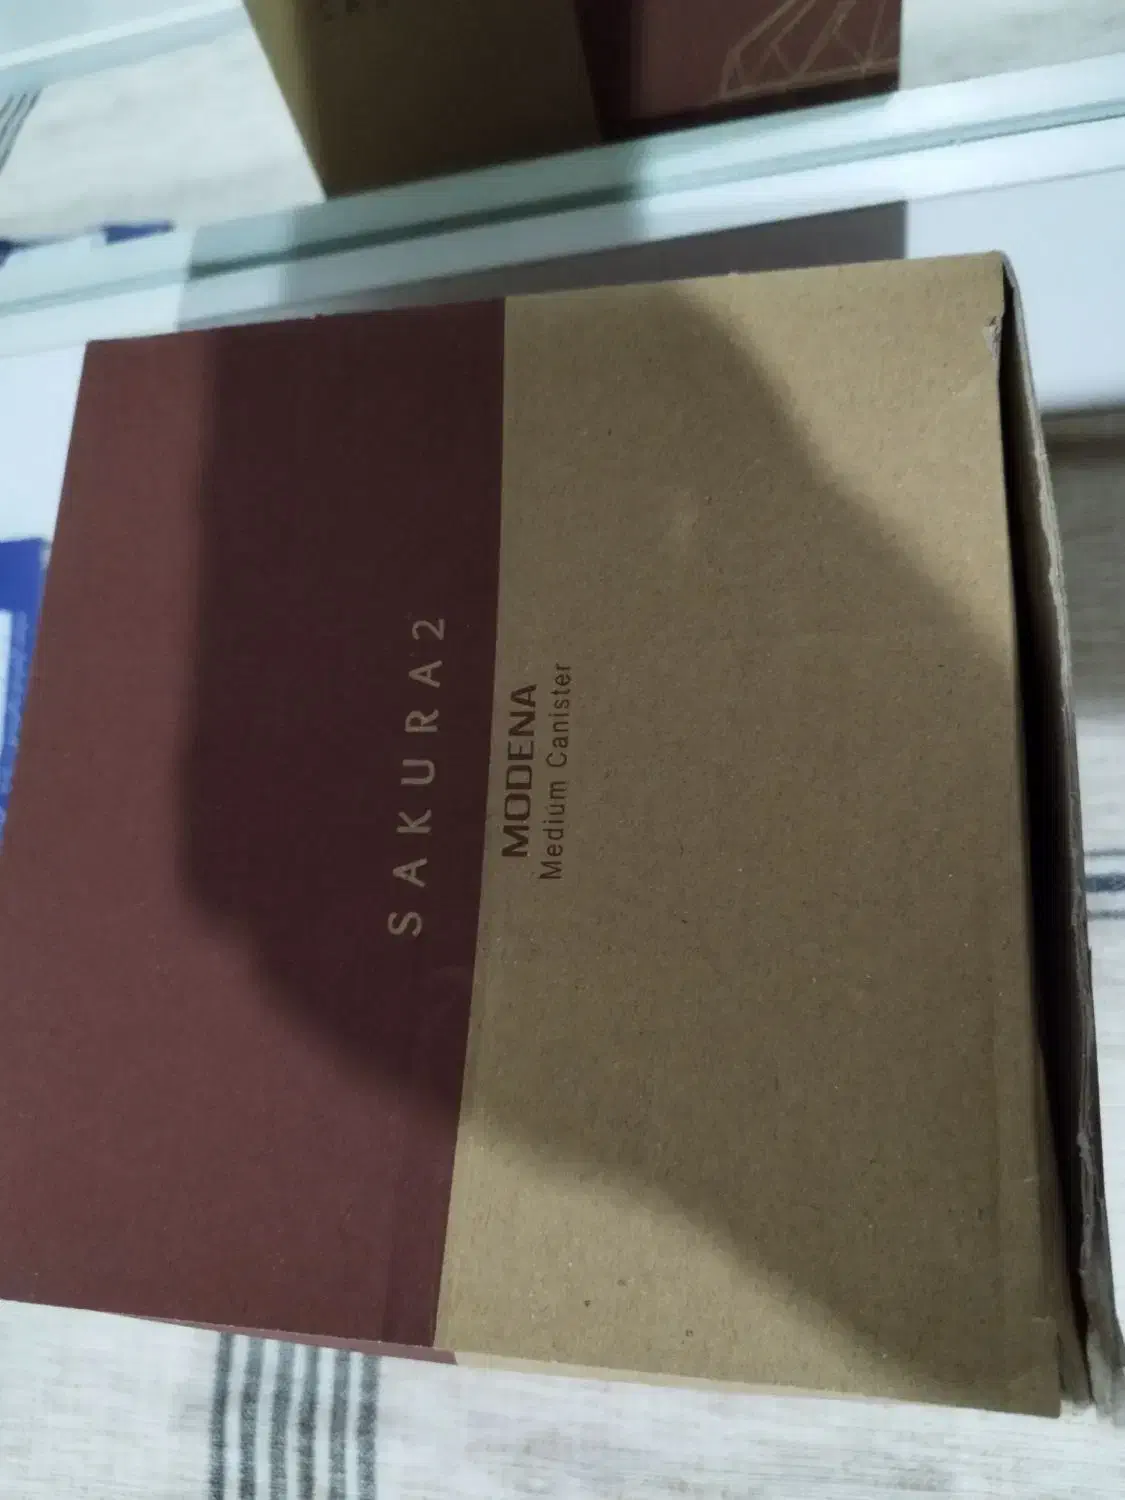 SAKURA2
MODENA
Medium Canister